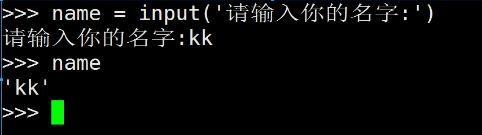 >>> name = input('请输入你的名字:')
请输入你的名字:kk
>>> name
'kk'
>>>